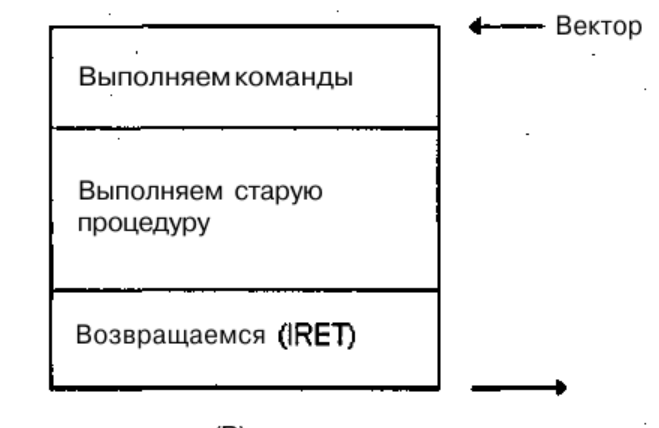 Вектор
Выполняем команды
Выполняем старую
процедуру
Возвращаемся (IRET)